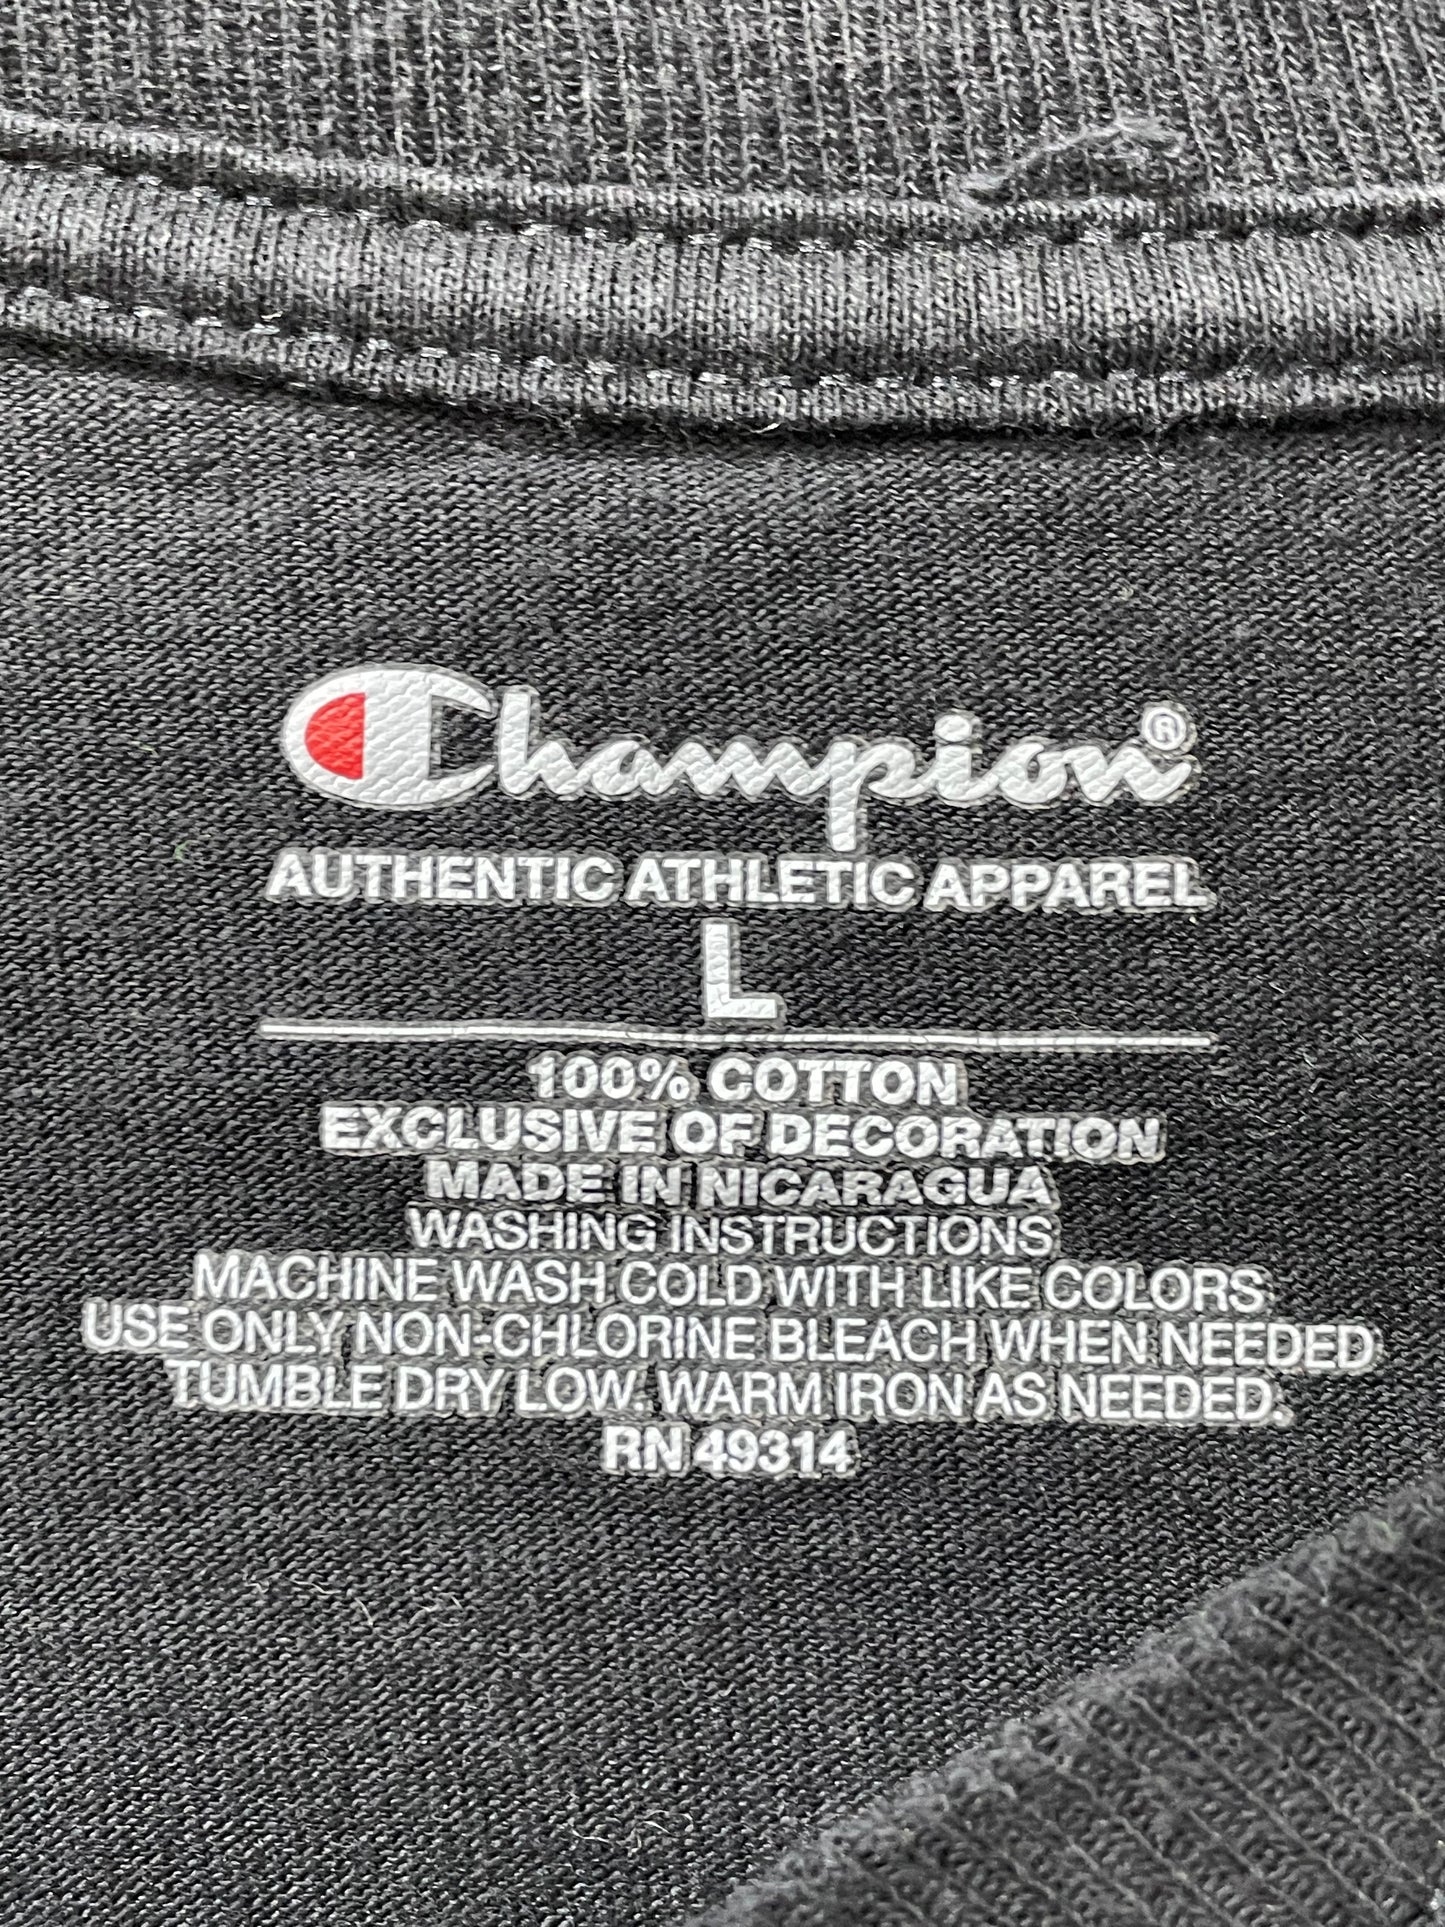 Champion®
AUTHENTIC ATHLETIC APPAREL
L
100% COTTON
EXCLUSIVE OF DECORATION
MADE IN NICARAGUA
WASHING INSTRUCTIONS
MACHINE WASH COLD WITH LIKE COLORS
USE ONLY NON-CHLORINE BLEACH WHEN NEEDED
TUMBLE DRY LOW. WARM IRON AS NEEDED.
RN 49314